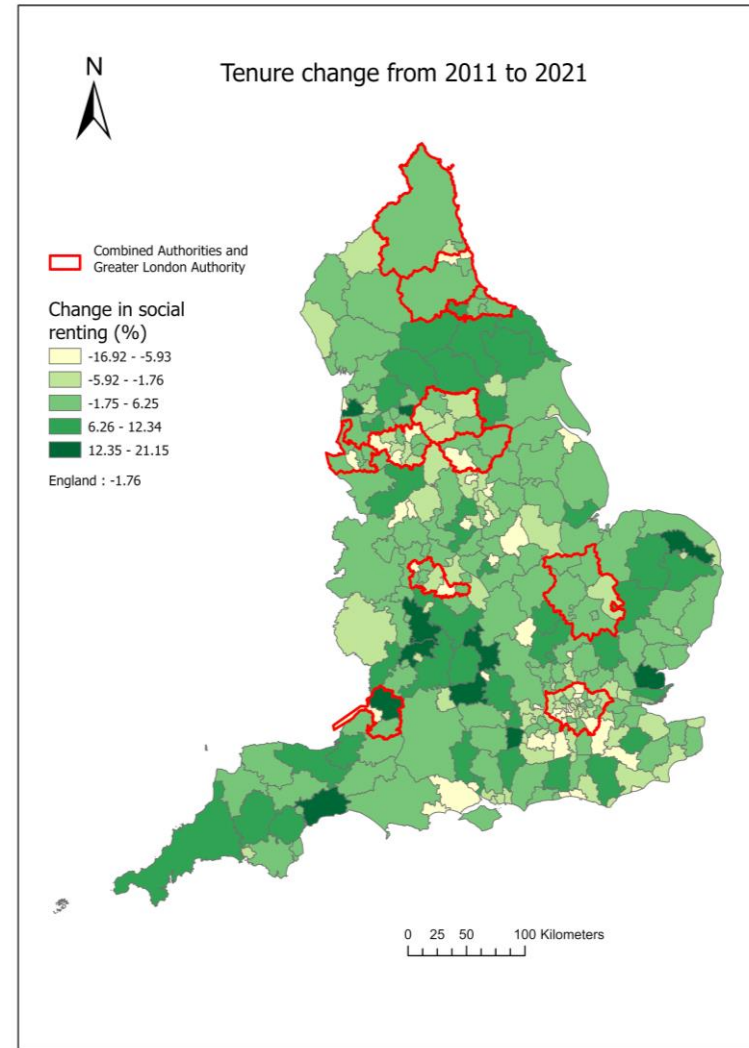 N
Tenure change from 2011 to 2021
Combined Authorities and
Greater London Authority
Change in social
renting (%)
-16.92 - -5.93
-5.92 - -1.76
-1.75 - 6.25
6.26 - 12.34
12.35 - 21.15
England : -1.76
0 25 50 100 Kilometers